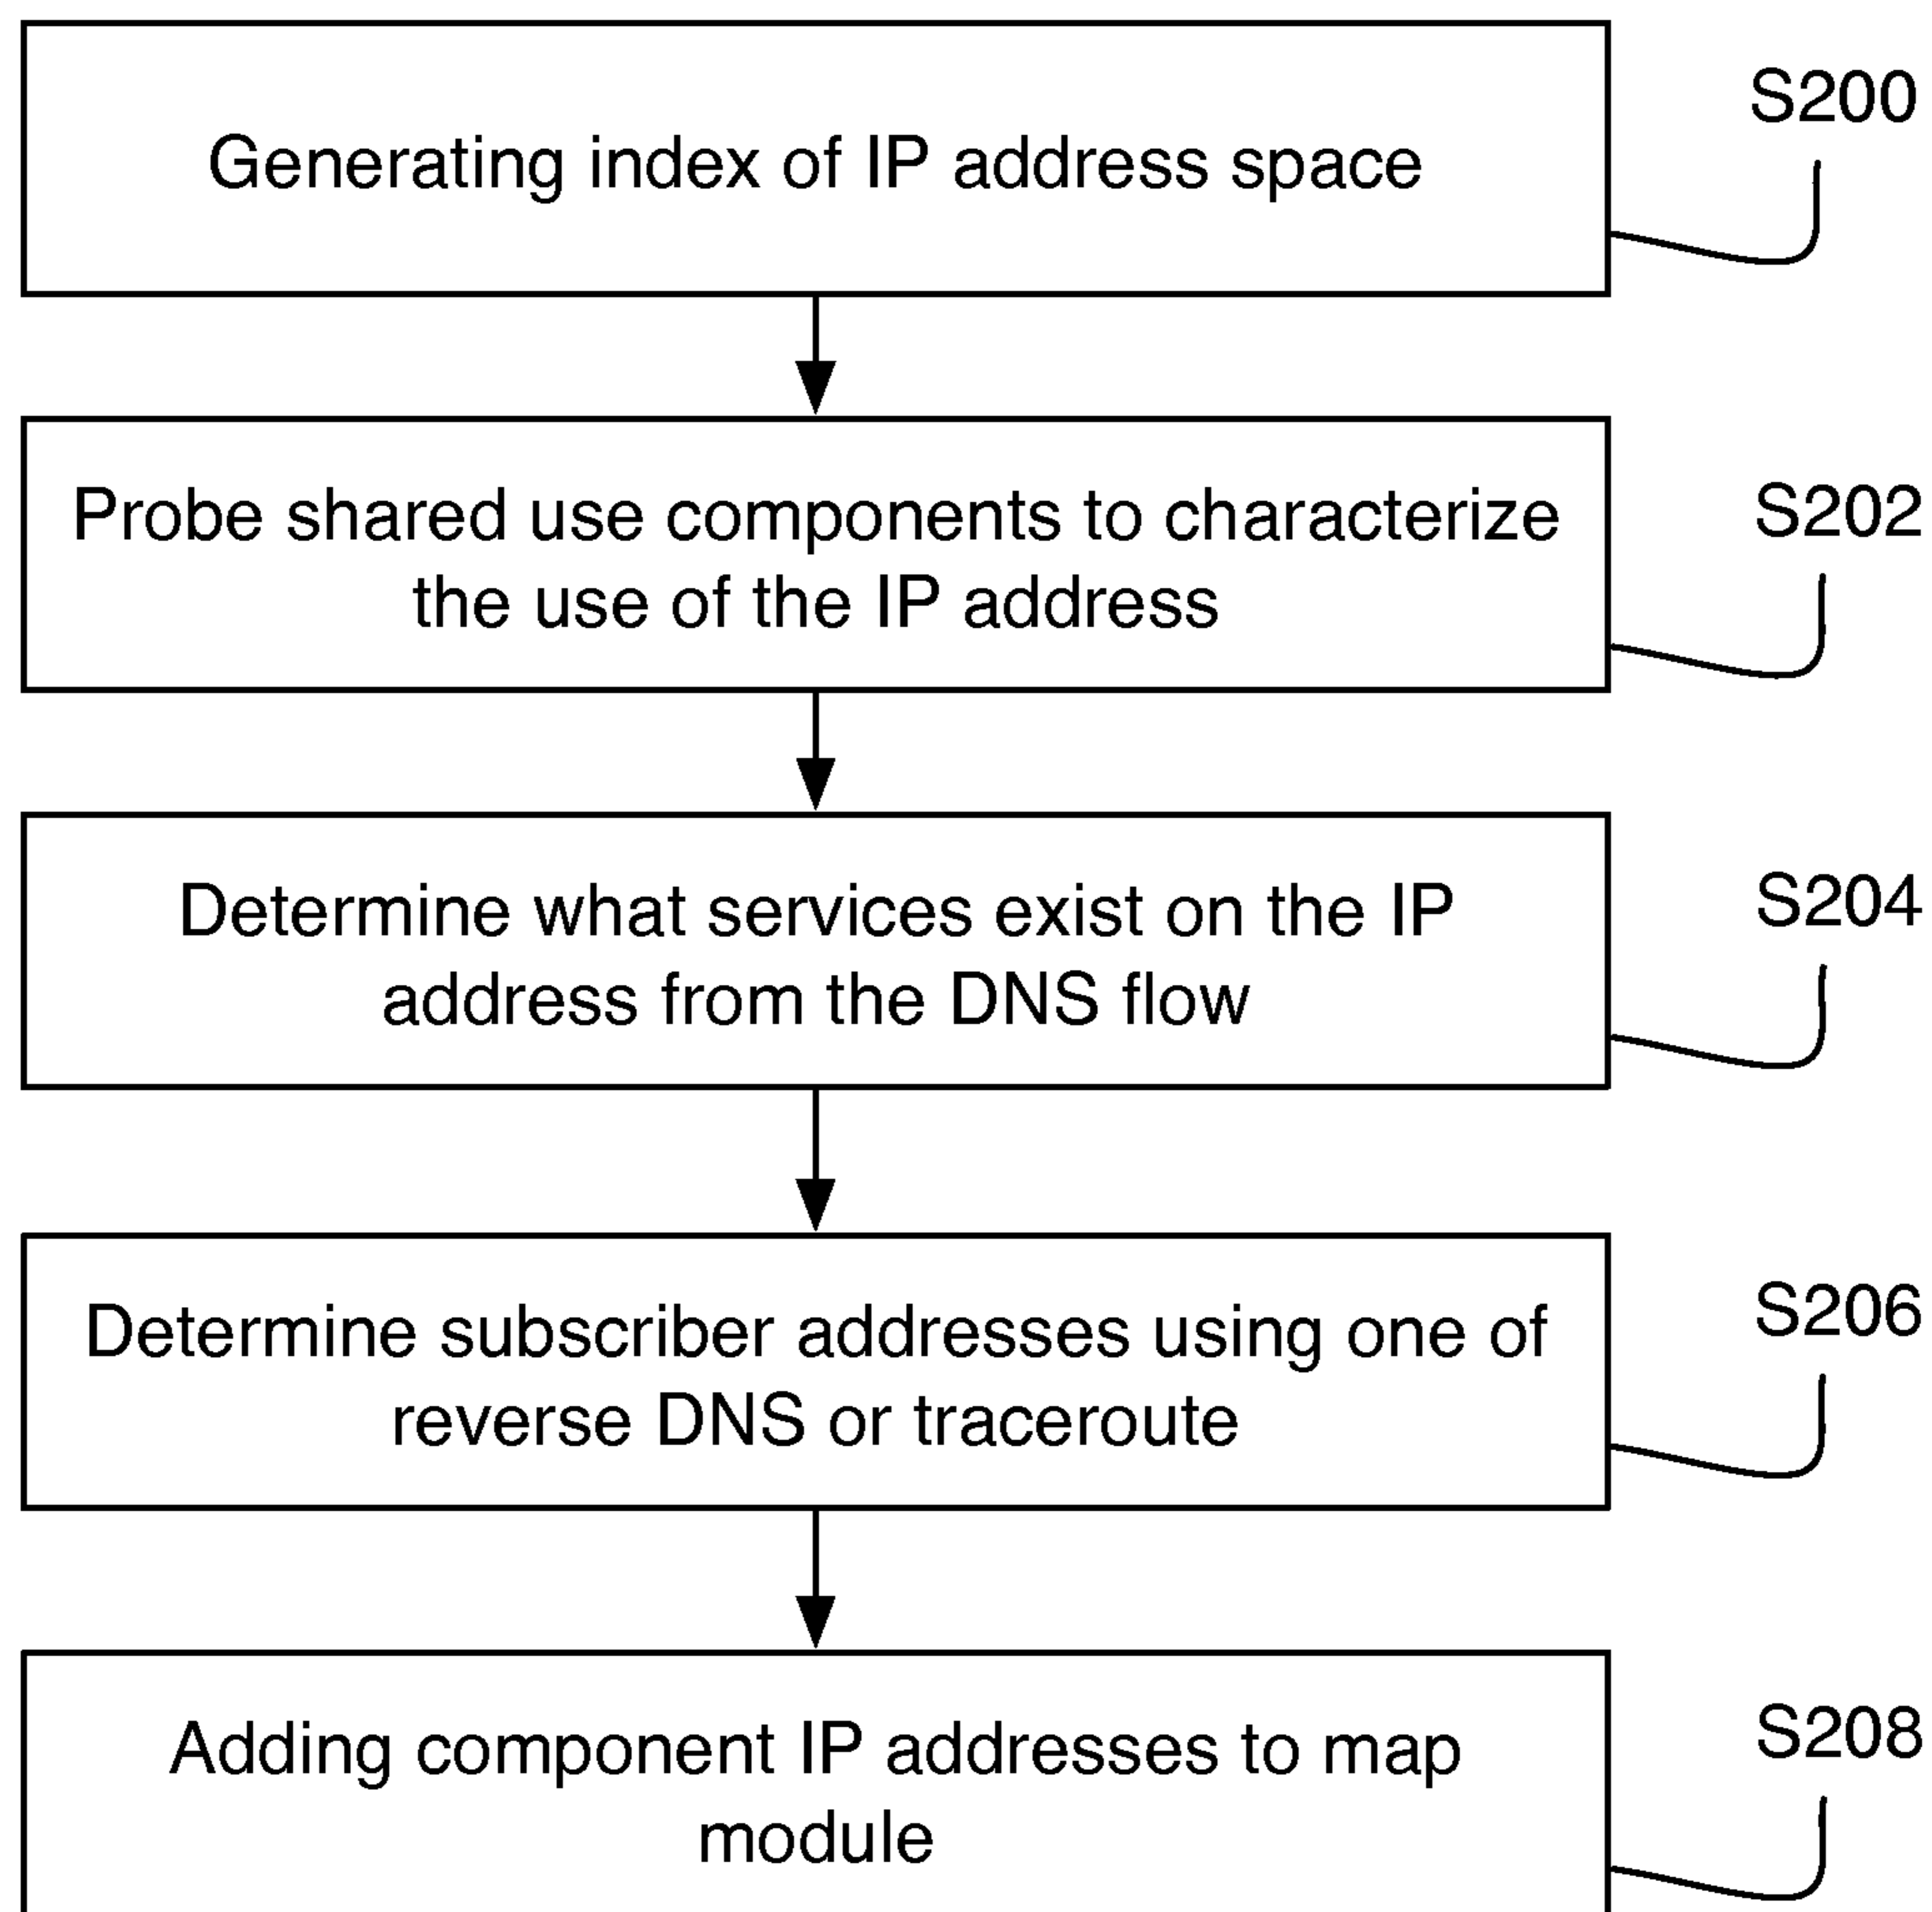 Generating index of IP address space
S200
Probe shared use components to characterize
the use of the IP address
S202
Determine what services exist on the IP
address from the DNS flow
S204
Determine subscriber addresses using one of
reverse DNS or traceroute
S206
Adding component IP addresses to map
module
S208